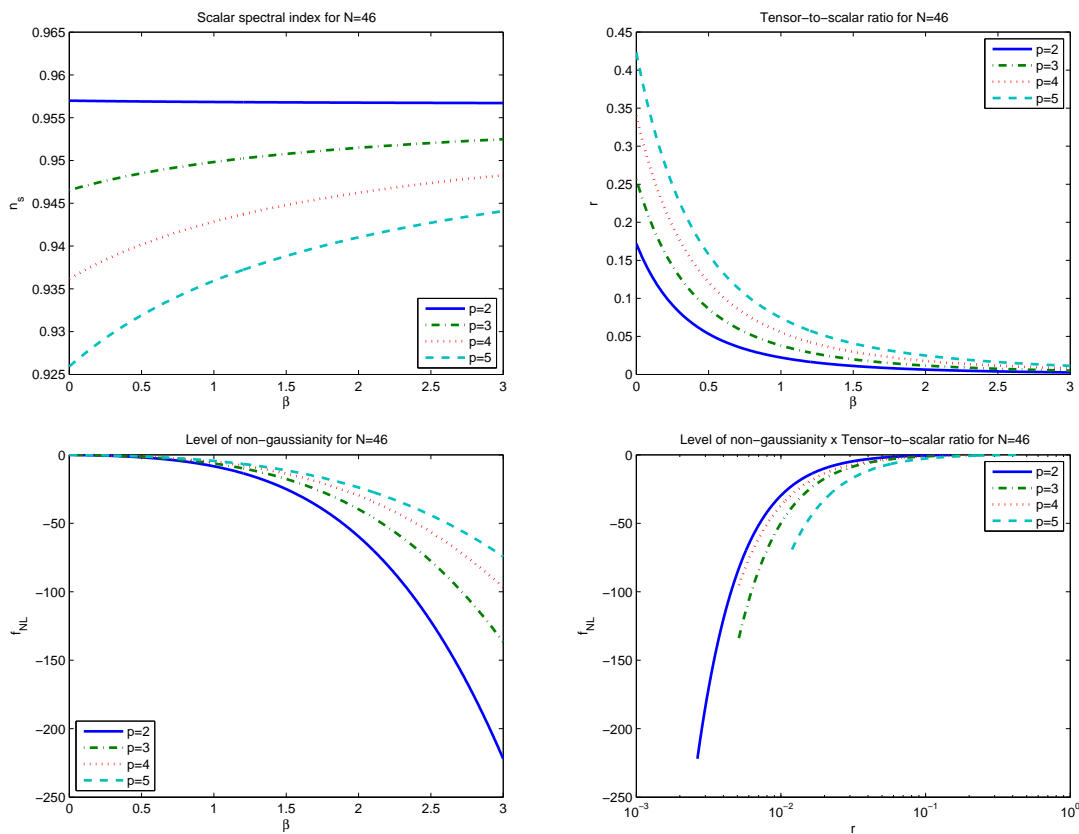 Scalar spectral index for N=46
0.965
0.96
0.955
0.95
0.945
0.94
0.935
0.93
0.925
n_s
0 0.5 1 1.5 2 2.5 3
β
p=2
p=3
p=4
p=5
Tensor−to−scalar ratio for N=46
0.45
0.4
0.35
0.3
0.25
0.2
0.15
0.1
0.05
0
r
0 0.5 1 1.5 2 2.5 3
β
p=2
p=3
p=4
p=5
Level of non−gaussianity for N=46
0
−50
−100
−150
−200
−250
f_NL
0 0.5 1 1.5 2 2.5 3
β
p=2
p=3
p=4
p=5
Level of non−gaussianity x Tensor−to−scalar ratio for N=46
0
−50
−100
−150
−200
−250
f_NL
10^−3 10^−2 10^−1 10^0
r
p=2
p=3
p=4
p=5